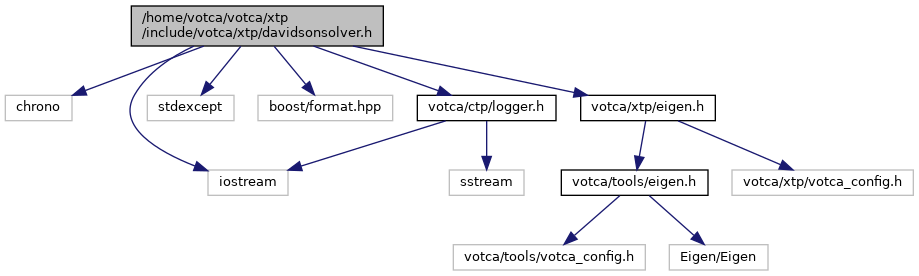 /home/votca/votca/xtp
/include/votca/xtp/davidsonsolver.h
chrono
stdexcept
boost/format.hpp
votca/ctp/logger.h
votca/xtp/eigen.h
iostream
sstream
votca/tools/eigen.h
votca/xtp/votca_config.h
votca/tools/votca_config.h
Eigen/Eigen